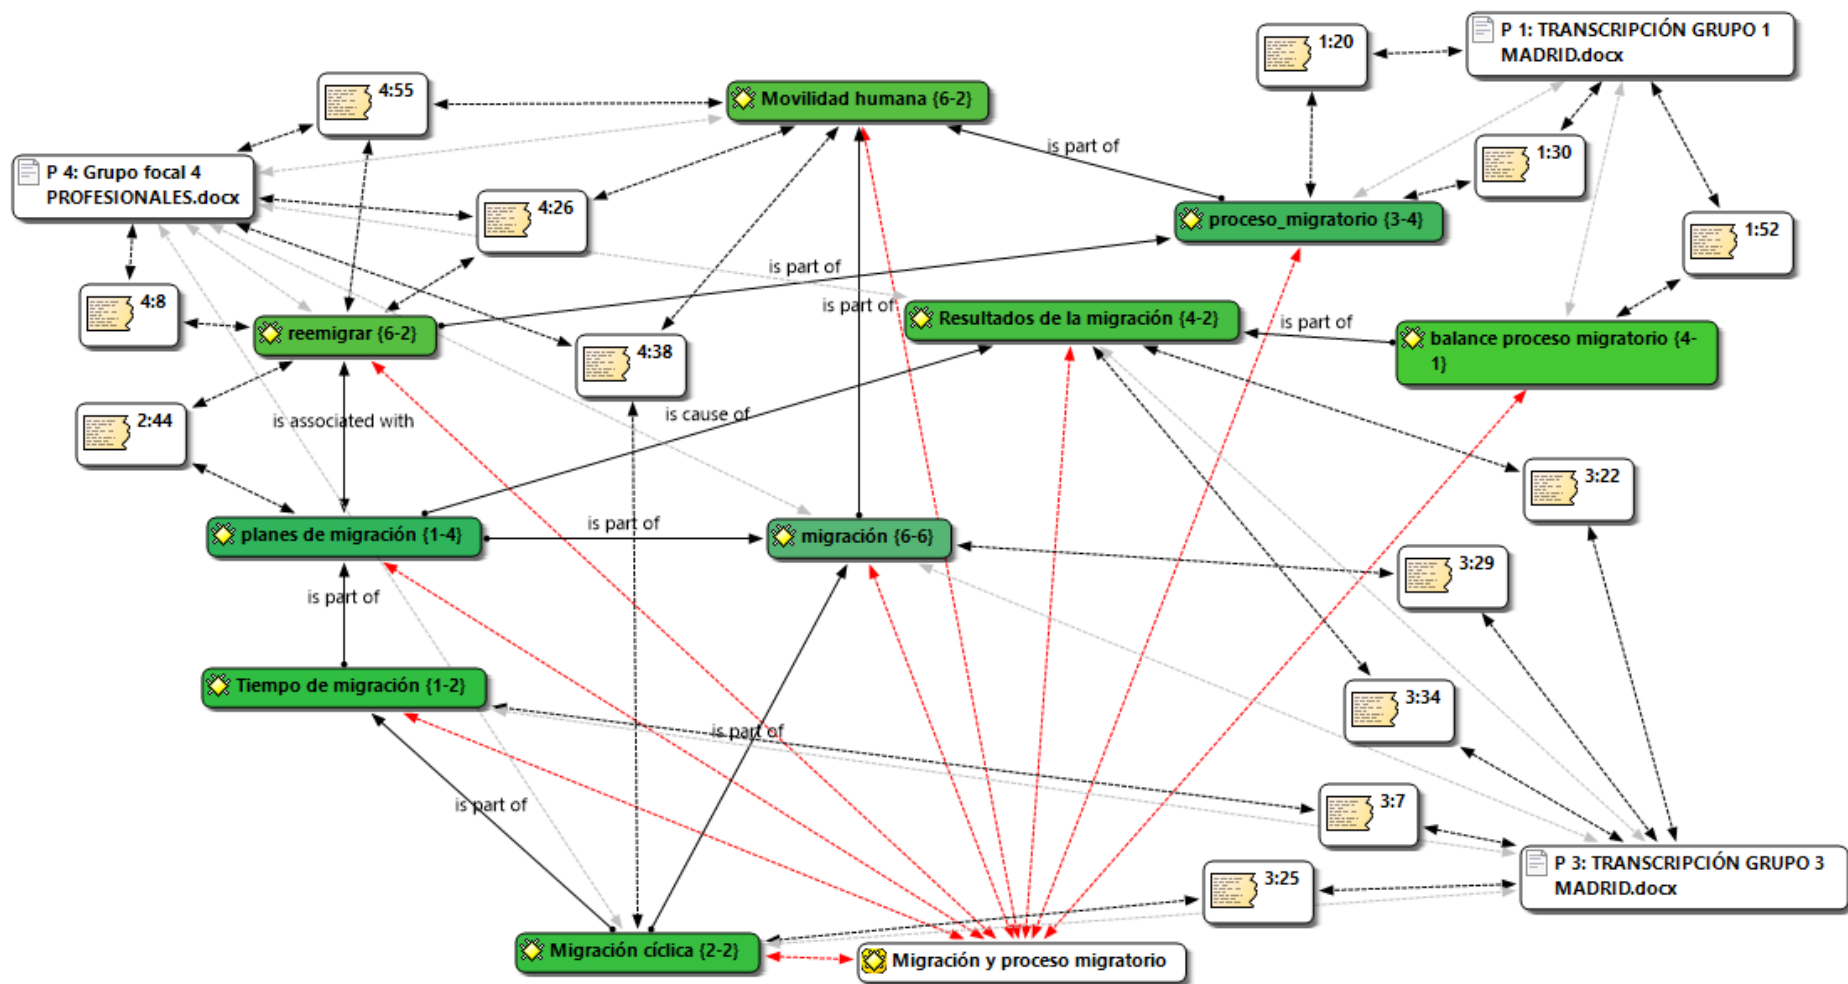 1:20
P 1: TRANSCRIPCIÓN GRUPO 1
MADRID.docx
4:55
Movilidad humana {6-2}
is part of
1:30
P 4: Grupo focal 4
PROFESIONALES.docx
4:26
proceso_migratorio {3-4}
1:52
is part of
4:8
is part of
Resultados de la migración {4-2}
is part of
reemigrar {6-2}
balance proceso migratorio {4-
1}
4:38
2:44
is associated with
is cause of
3:22
planes de migración {1-4}
is part of
migración {6-6}
3:29
is part of
Tiempo de migración {1-2}
3:34
is part of
is part of
3:7
P 3: TRANSCRIPCIÓN GRUPO 3
MADRID.docx
3:25
Migración cíclica {2-2}
Migración y proceso migratorio